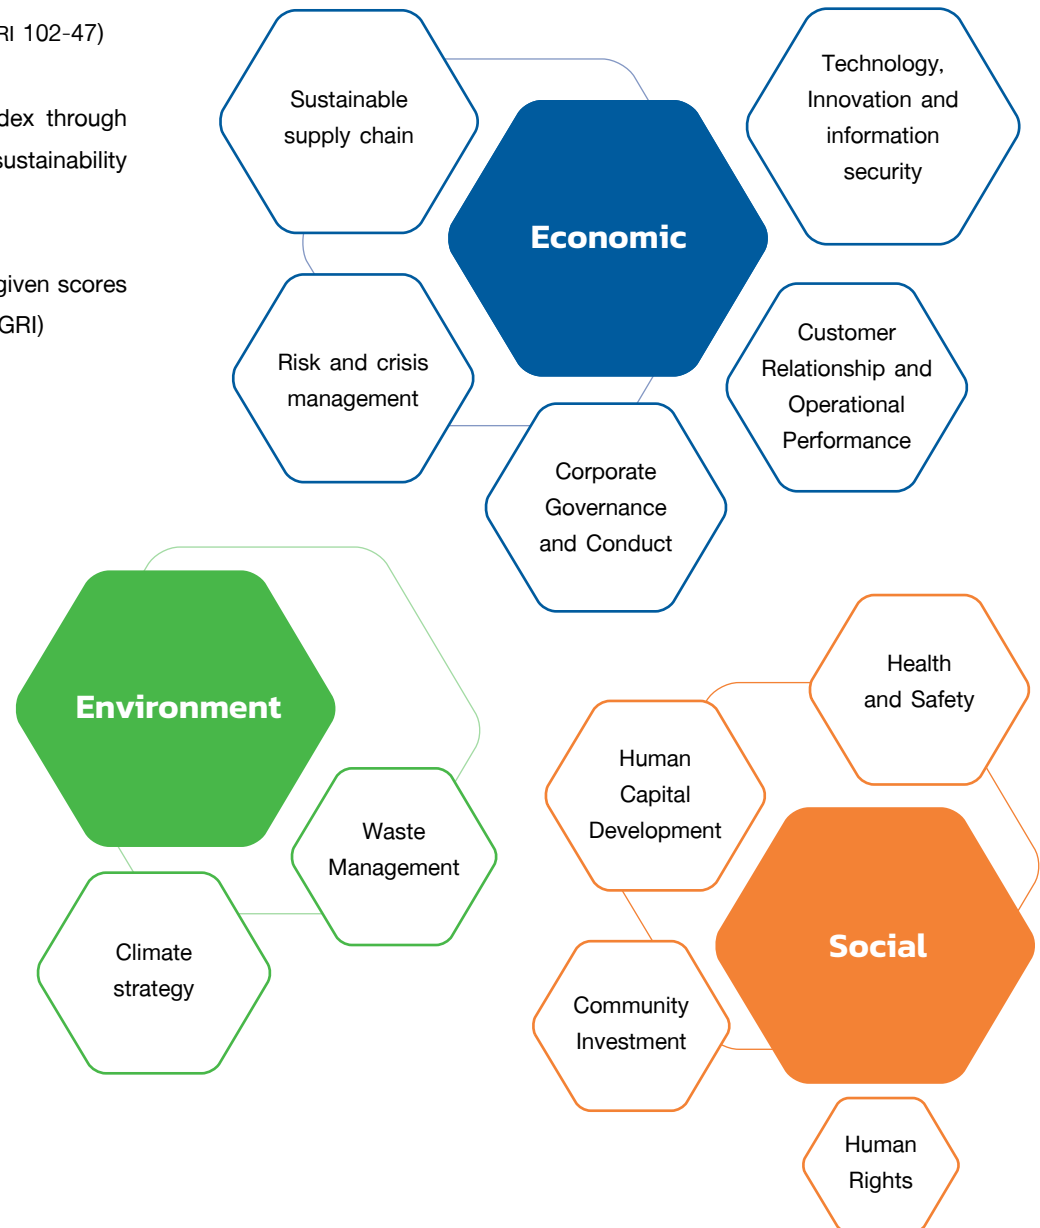 RI 102-47)
dex through
sustainability
given scores
GRI)
Sustainable
supply chain
Technology,
Innovation and
information
security
Economic
Risk and crisis
management
Customer
Relationship and
Operational
Performance
Corporate
Governance
and Conduct
Environment
Waste
Management
Climate
strategy
Health
and Safety
Human
Capital
Development
Social
Community
Investment
Human
Rights